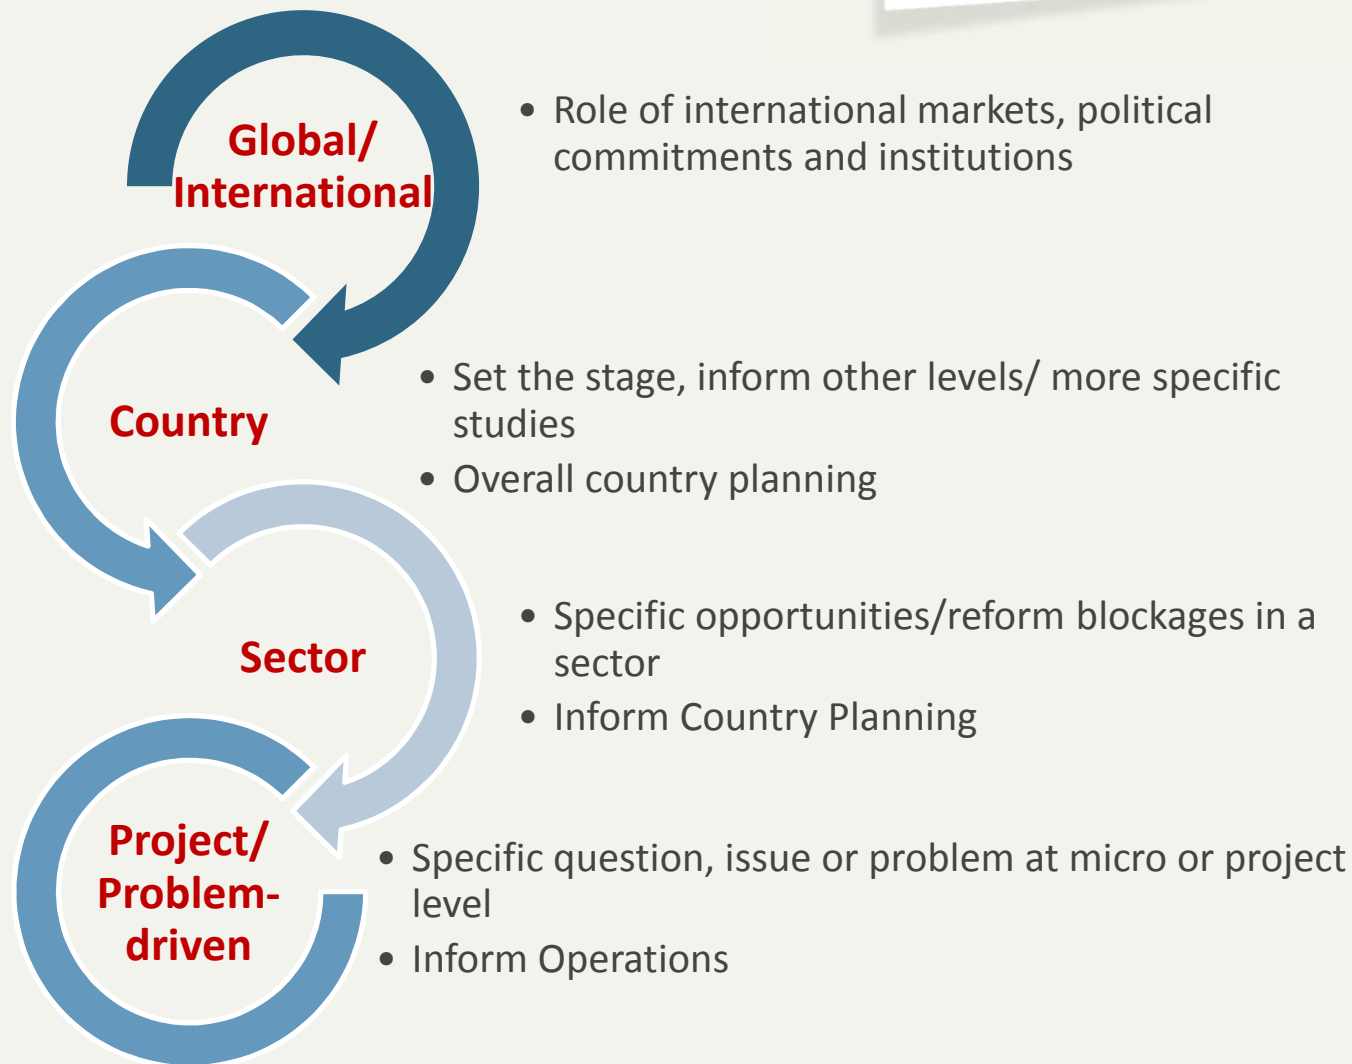 Global/
International
• Role of international markets, political
commitments and institutions
Country
• Set the stage, inform other levels/ more specific
studies
• Overall country planning
Sector
• Specific opportunities/reform blockages in a
sector
• Inform Country Planning
Project/
Problem-
driven
• Specific question, issue or problem at micro or project
level
• Inform Operations